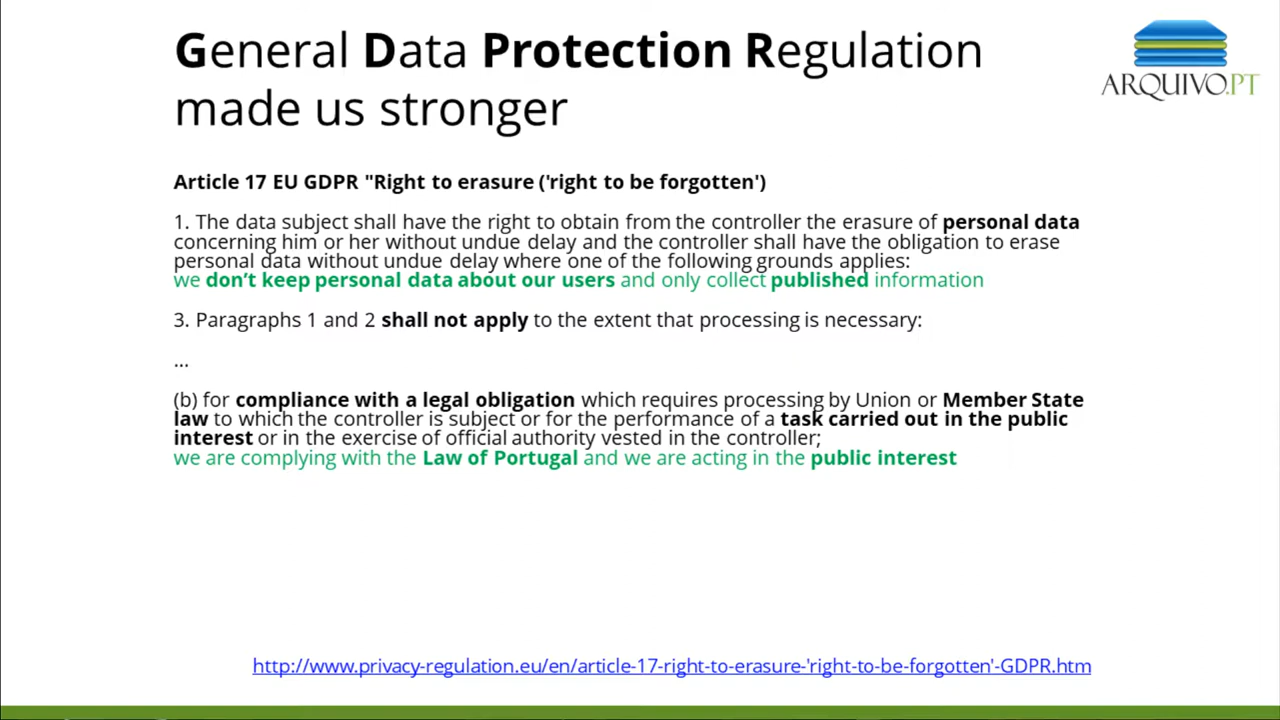 General Data Protection Regulation
made us stronger
ARQUIVO.PT
Article 17 EU GDPR "Right to erasure ('right to be forgotten')
1. The data subject shall have the right to obtain from the controller the erasure of personal data
concerning him or her without undue delay and the controller shall have the obligation to erase
personal data without undue delay where one of the following grounds applies:
we don’t keep personal data about our users and only collect published information
3. Paragraphs 1 and 2 shall not apply to the extent that processing is necessary:
...
(b) for compliance with a legal obligation which requires processing by Union or Member State
law to which the controller is subject or for the performance of a task carried out in the public
interest or in the exercise of official authority vested in the controller;
we are complying with the Law of Portugal and we are acting in the public interest
http://www.privacy-regulation.eu/en/article-17-right-to-erasure-'right-to-be-forgotten'-GDPR.htm